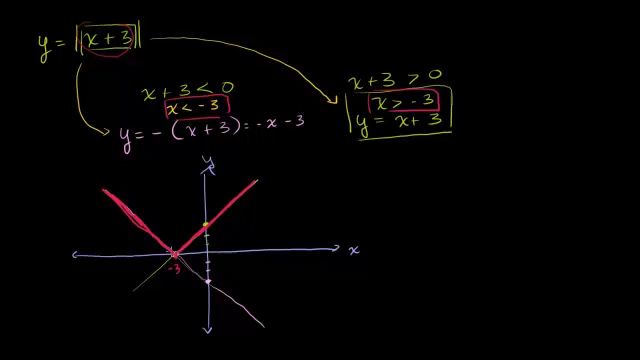 y = |x + 3|
x + 3 < 0
x < -3
y = - (x + 3) = -x - 3
x + 3 > 0
x > -3
y = x + 3
y
x
-3